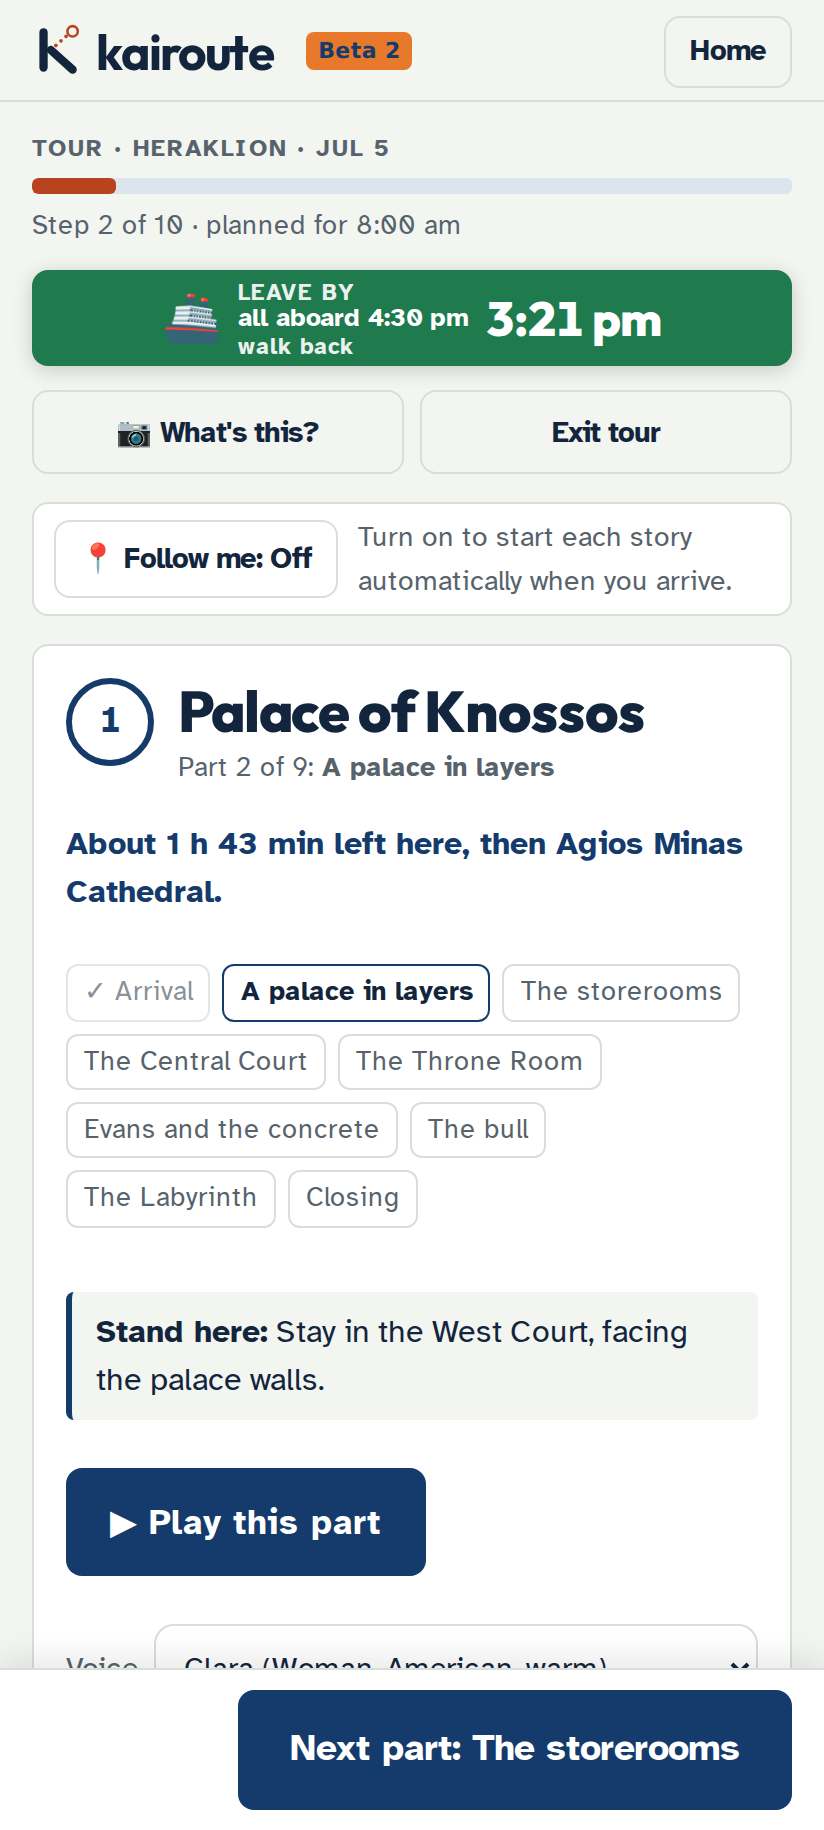 kairoute
Beta 2
Home
TOUR · HERAKLION · JUL 5
Step 2 of 10 · planned for 8:00 am
LEAVE BY
all aboard 4:30 pm
walk back
3:21 pm
What's this?
Exit tour
Follow me: Off
Turn on to start each story
automatically when you arrive.
1
Palace of Knossos
Part 2 of 9: A palace in layers
About 1 h 43 min left here, then Agios Minas
Cathedral.
✓ Arrival
A palace in layers
The storerooms
The Central Court
The Throne Room
Evans and the concrete
The bull
The Labyrinth
Closing
Stand here: Stay in the West Court, facing
the palace walls.
▶ Play this part
Voice
Clara (Woman, American, warm)
Next part: The storerooms